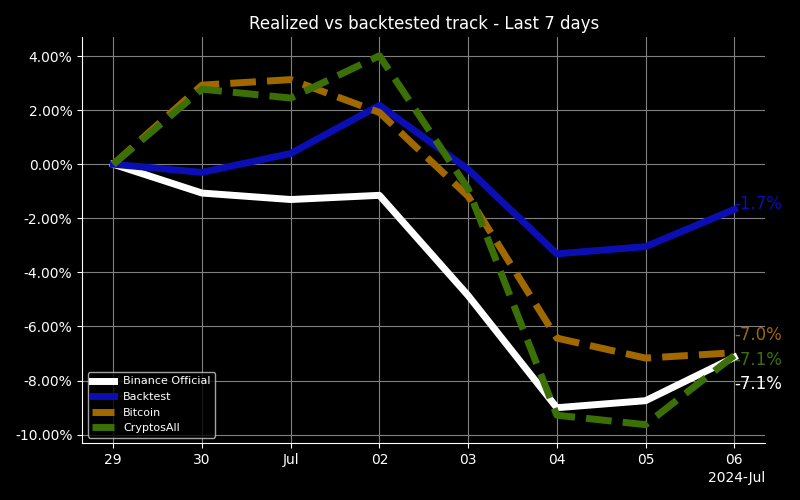 Realized vs backtested track - Last 7 days
4.00%
2.00%
0.00%
-2.00%
-4.00%
-6.00%
-8.00%
-10.00%
-1.7%
-7.0%
-7.1%
-7.1%
Binance Official
Backtest
Bitcoin
CryptosAll
29 30 Jul 02 03 04 05 06
2024-Jul